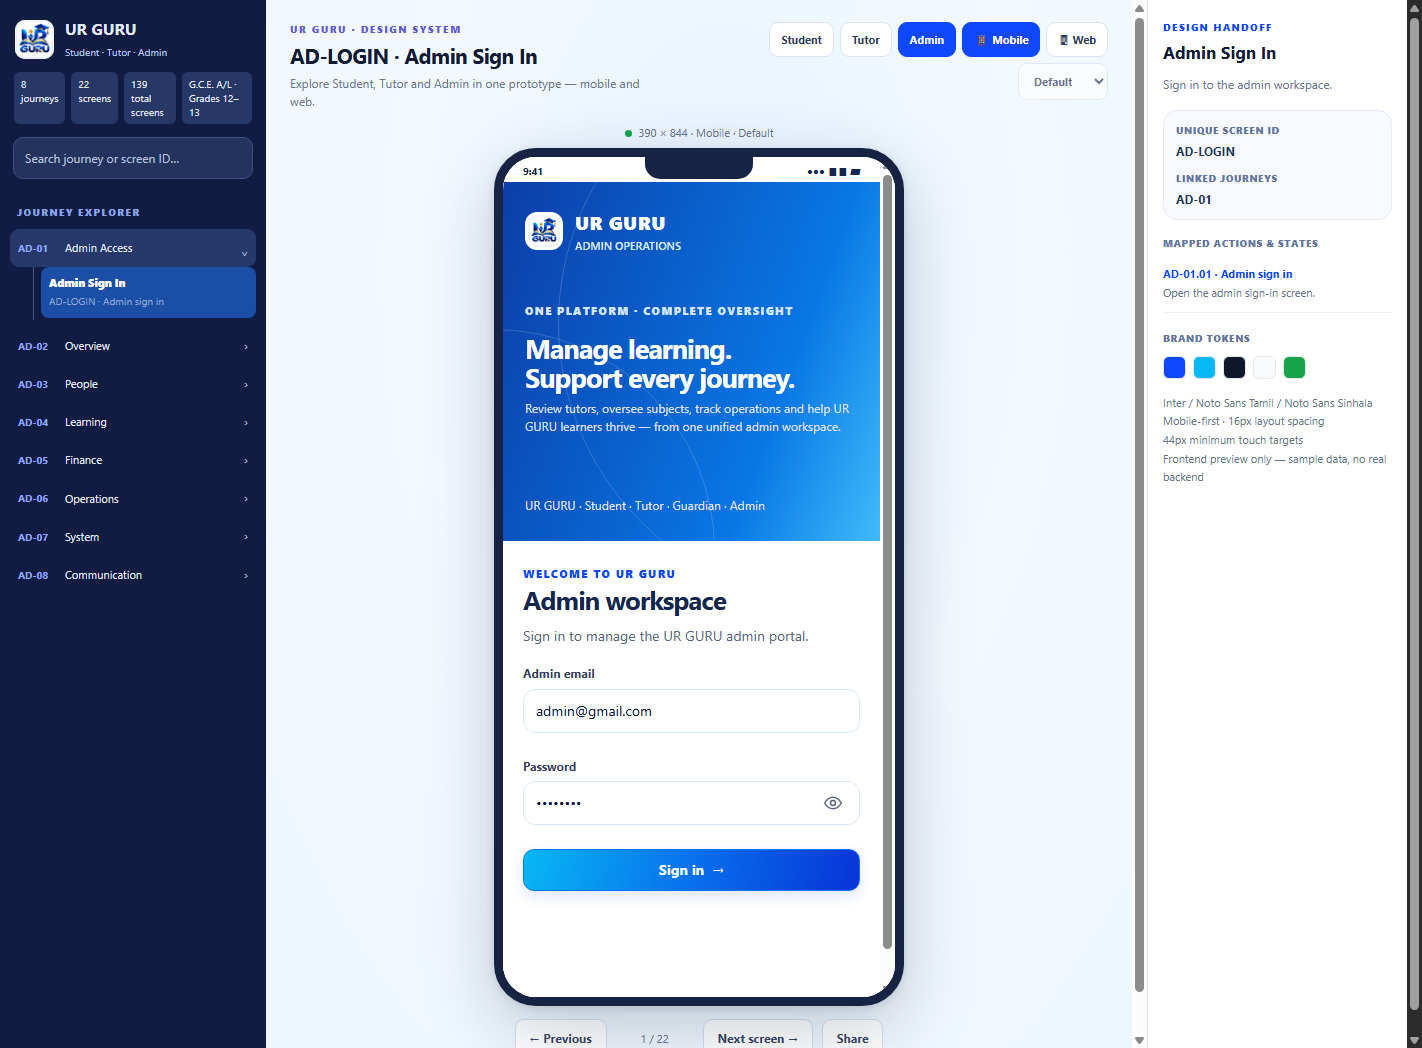 UR GURU
Student · Tutor · Admin
8
journeys
22
screens
139
total
screens
G.C.E. A/L ·
Grades 12–
13
Search journey or screen ID...
JOURNEY EXPLORER
AD-01 Admin Access
Admin Sign In
AD-LOGIN · Admin sign in
AD-02 Overview ›
AD-03 People ›
AD-04 Learning ›
AD-05 Finance ›
AD-06 Operations ›
AD-07 System ›
AD-08 Communication ›
UR GURU · DESIGN SYSTEM
AD-LOGIN · Admin Sign In
Explore Student, Tutor and Admin in one prototype — mobile and
web.
Student Tutor Admin Mobile Web
Default
390 × 844 · Mobile · Default
9:41
UR GURU
UR GURU
ADMIN OPERATIONS
ONE PLATFORM · COMPLETE OVERSIGHT
Manage learning.
Support every journey.
Review tutors, oversee subjects, track operations and help UR
GURU learners thrive — from one unified admin workspace.
UR GURU · Student · Tutor · Guardian · Admin
WELCOME TO UR GURU
Admin workspace
Sign in to manage the UR GURU admin portal.
Admin email
admin@gmail.com
Password
••••••••
Sign in →
← Previous 1 / 22 Next screen → Share
DESIGN HANDOFF
Admin Sign In
Sign in to the admin workspace.
UNIQUE SCREEN ID
AD-LOGIN
LINKED JOURNEYS
AD-01
MAPPED ACTIONS & STATES
AD-01.01 · Admin sign in
Open the admin sign-in screen.
BRAND TOKENS
Inter / Noto Sans Tamil / Noto Sans Sinhala
Mobile-first · 16px layout spacing
44px minimum touch targets
Frontend preview only — sample data, no real
backend